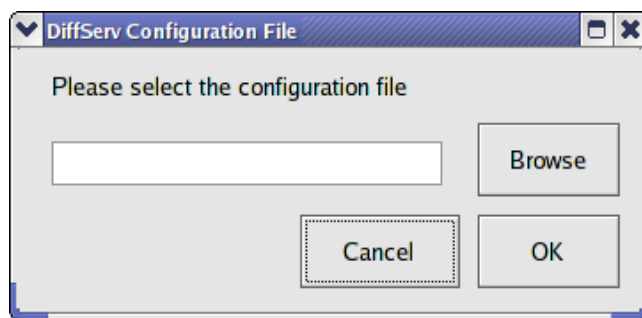 DiffServ Configuration File
Please select the configuration file
Browse
Cancel
OK